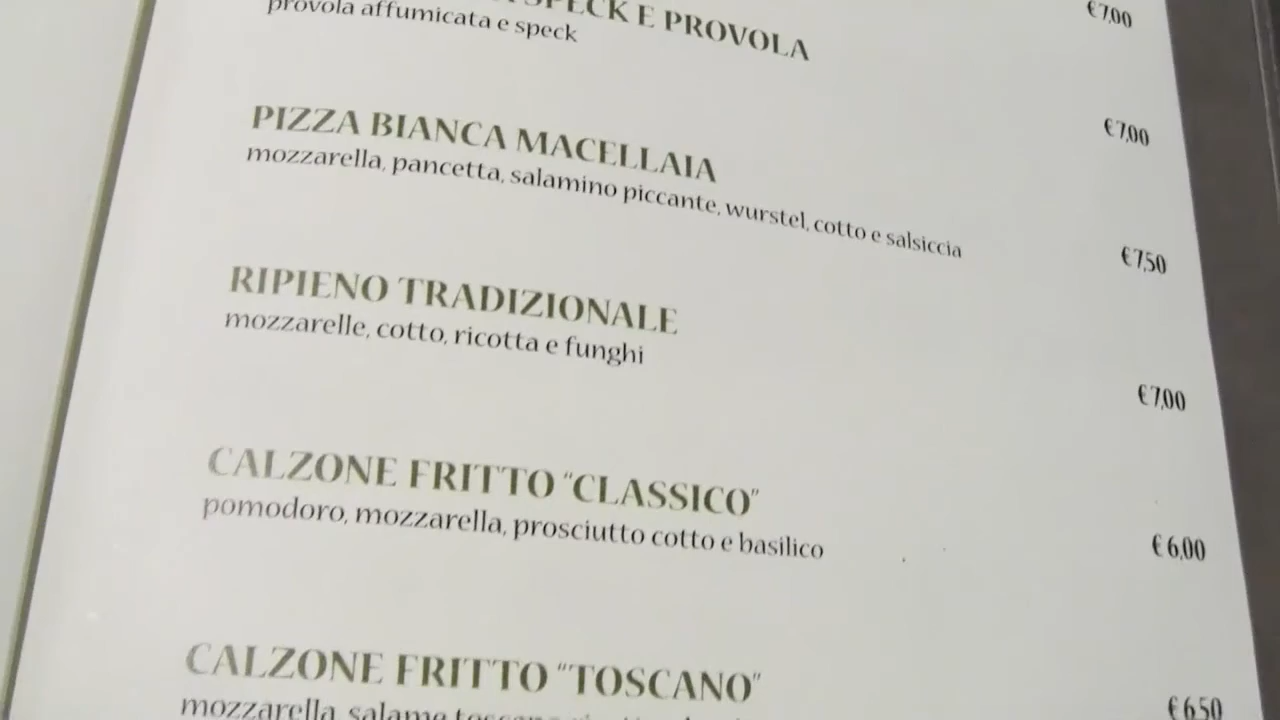 SPECK E PROVOLA
€7,00
provola affumicata e speck
€7,00
PIZZA BIANCA MACELLAIA
mozzarella, pancetta, salamino piccante, wurstel, cotto e salsiccia
€7,50
RIPIENO TRADIZIONALE
mozzarelle, cotto, ricotta e funghi
€7,00
CALZONE FRITTO "CLASSICO"
pomodoro, mozzarella, prosciutto cotto e basilico
€6,00
CALZONE FRITTO "TOSCANO"
€6,50
mozzarella, salame